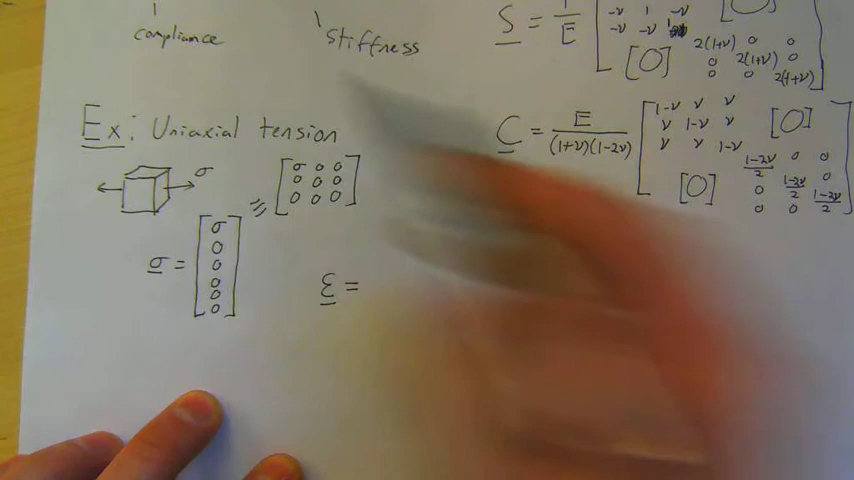 compliance
stiffness
S = 1/E [ -ν 1 -ν [0]
-ν -ν 1
[0] 2(1+ν) 0 0
0 2(1+ν) 0
0 0 2(1+ν) ]
Ex: Uniaxial tension
σ
[ σ 0 0
0 0 0
0 0 0 ]
C = E/((1+ν)(1-2ν)) [ 1-ν ν ν [0]
ν 1-ν ν
ν ν 1-ν
[0] (1-2ν)/2 0 0
0 (1-2ν)/2 0
0 0 (1-2ν)/2 ]
σ = [ σ
0
0
0
0
0 ]
ε =